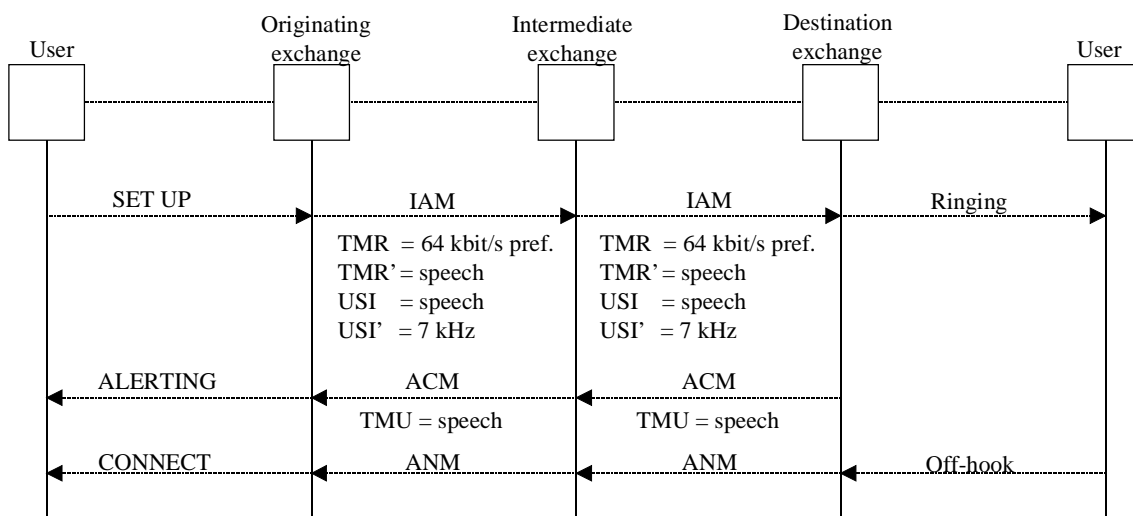 User
Originating
exchange
Intermediate
exchange
Destination
exchange
User
SET UP
IAM
IAM
Ringing
TMR = 64 kbit/s pref.
TMR’ = speech
USI = speech
USI’ = 7 kHz
TMR = 64 kbit/s pref.
TMR’ = speech
USI = speech
USI’ = 7 kHz
ALERTING
ACM
ACM
TMU = speech
TMU = speech
CONNECT
ANM
ANM
Off-hook